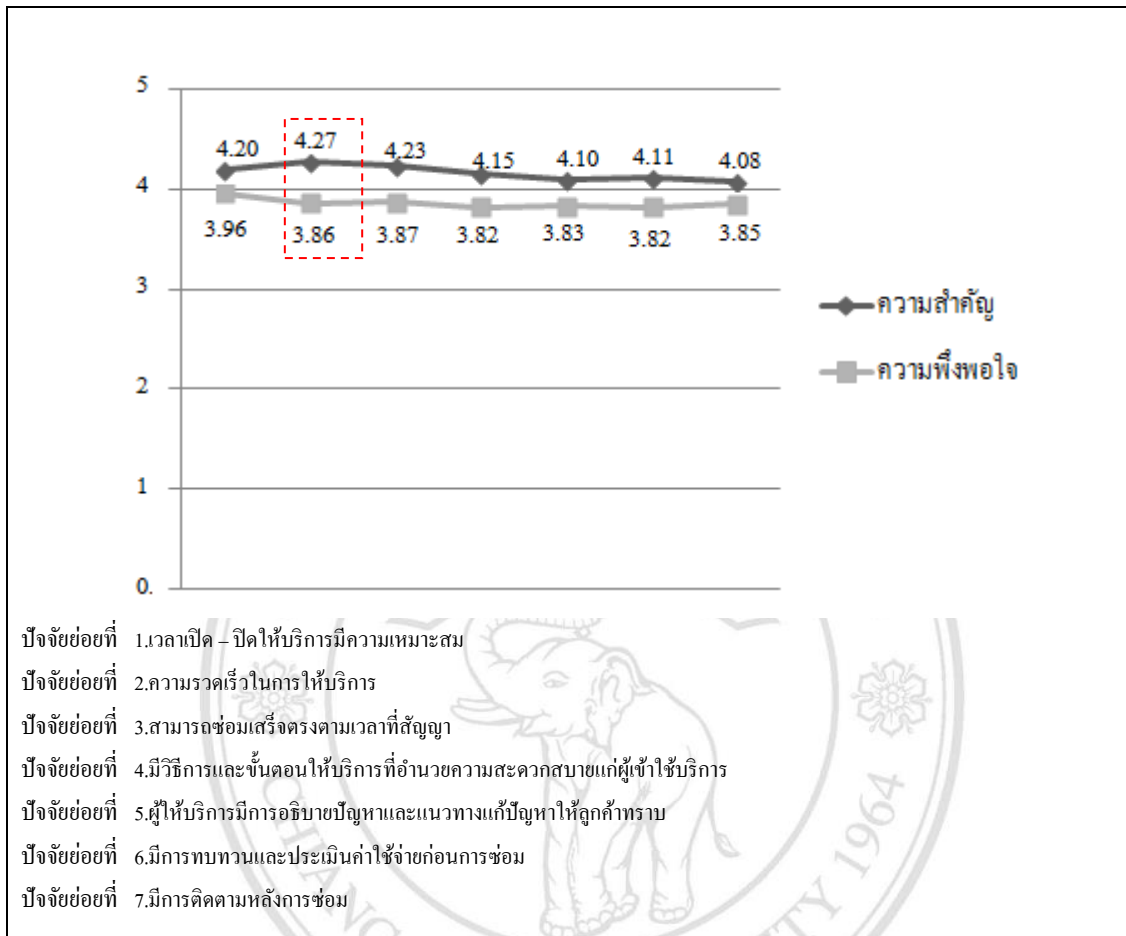 5
4.20 4.27 4.23 4.15 4.10 4.11 4.08
4
3.96 3.86 3.87 3.82 3.83 3.82 3.85
3
ความสำคัญ
2
ความพึงพอใจ
1
0.
ปัจจัยย่อยที่ 1.เวลาเปิด – ปิดให้บริการมีความเหมาะสม
ปัจจัยย่อยที่ 2.ความรวดเร็วในการให้บริการ
ปัจจัยย่อยที่ 3.สามารถซ่อมเสร็จตรงตามเวลาที่สัญญา
ปัจจัยย่อยที่ 4.มีวิธีการและขั้นตอนให้บริการที่อำนวยความสะดวกสบายแก่ผู้เข้าใช้บริการ
ปัจจัยย่อยที่ 5.ผู้ให้บริการมีการอธิบายปัญหาและแนวทางแก้ปัญหาให้ลูกค้าทราบ
ปัจจัยย่อยที่ 6.มีการทบทวนและประเมินค่าใช้จ่ายก่อนการซ่อม
ปัจจัยย่อยที่ 7.มีการติดตามหลังการซ่อม
1964